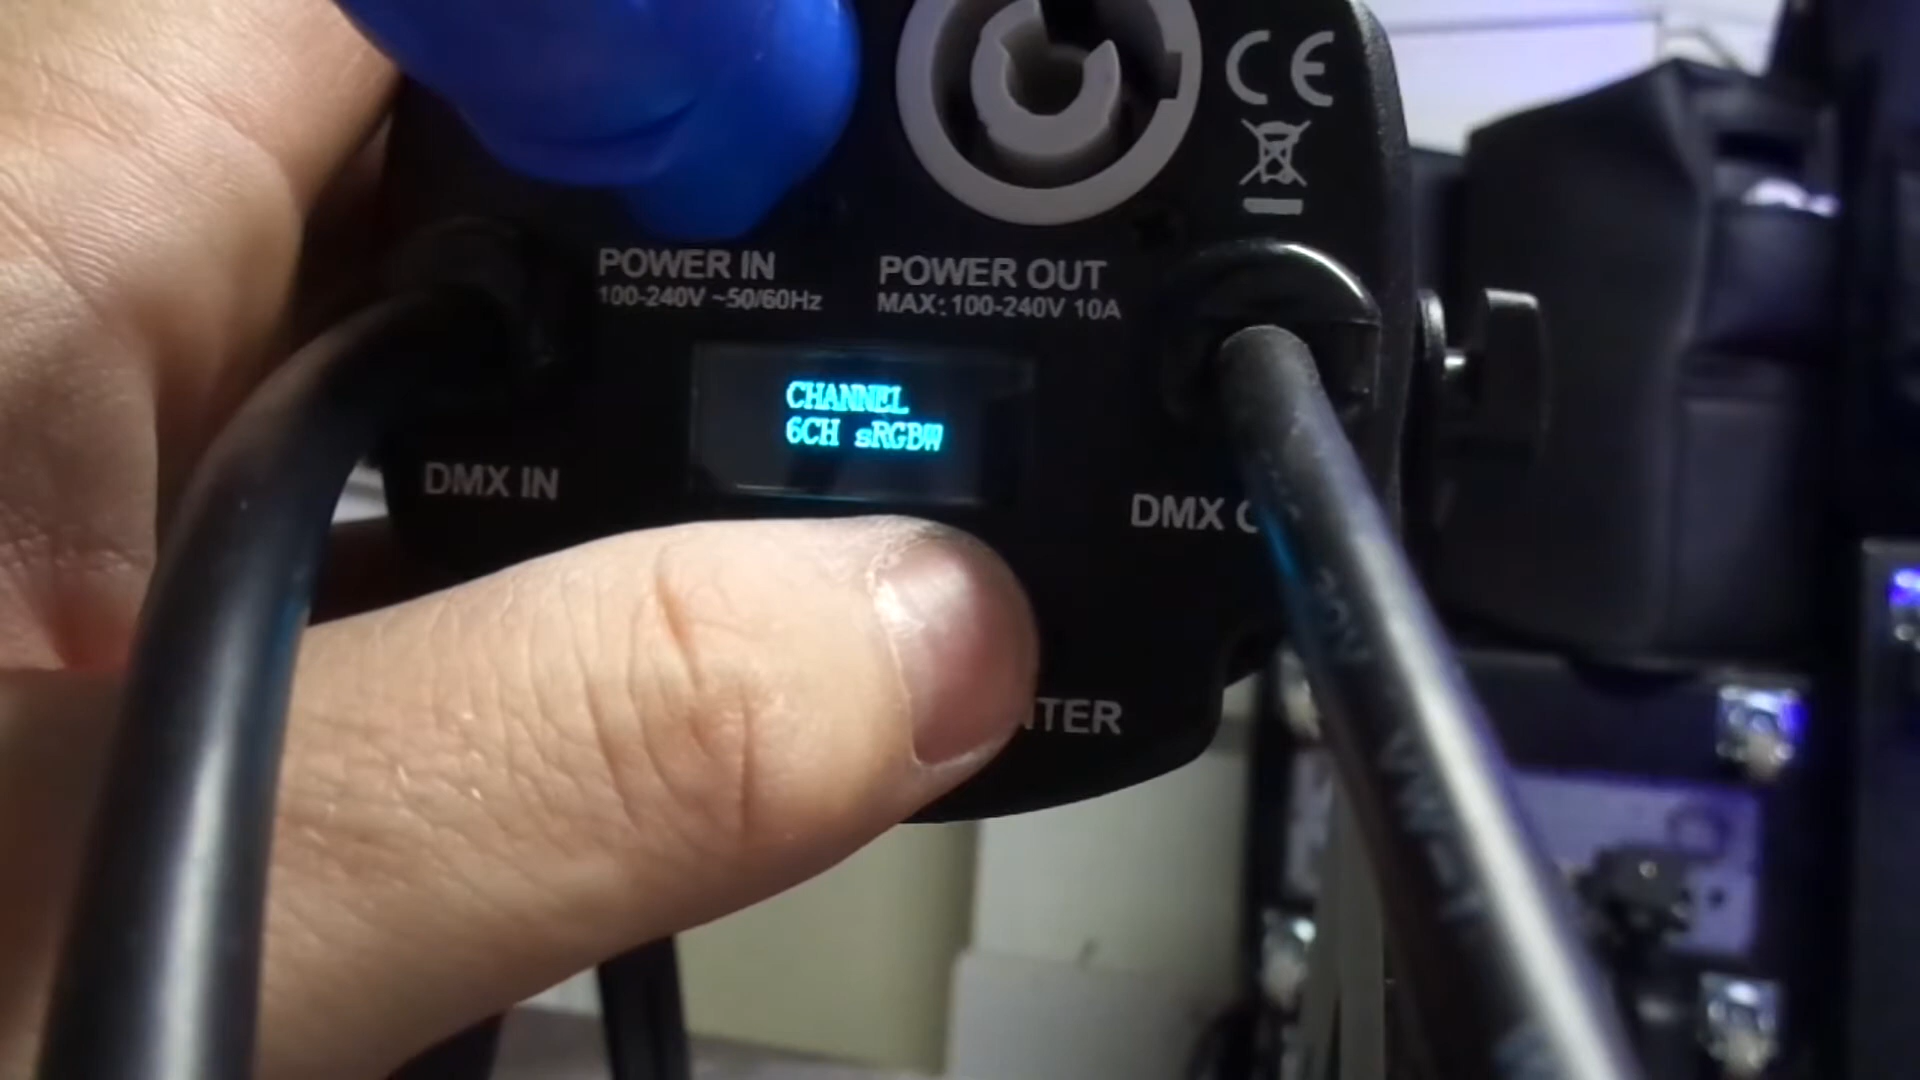 CE
POWER IN
100-240V ~50/60Hz
POWER OUT
MAX: 100-240V 10A
CHANNEL
6CH sRGBW
DMX IN
DMX